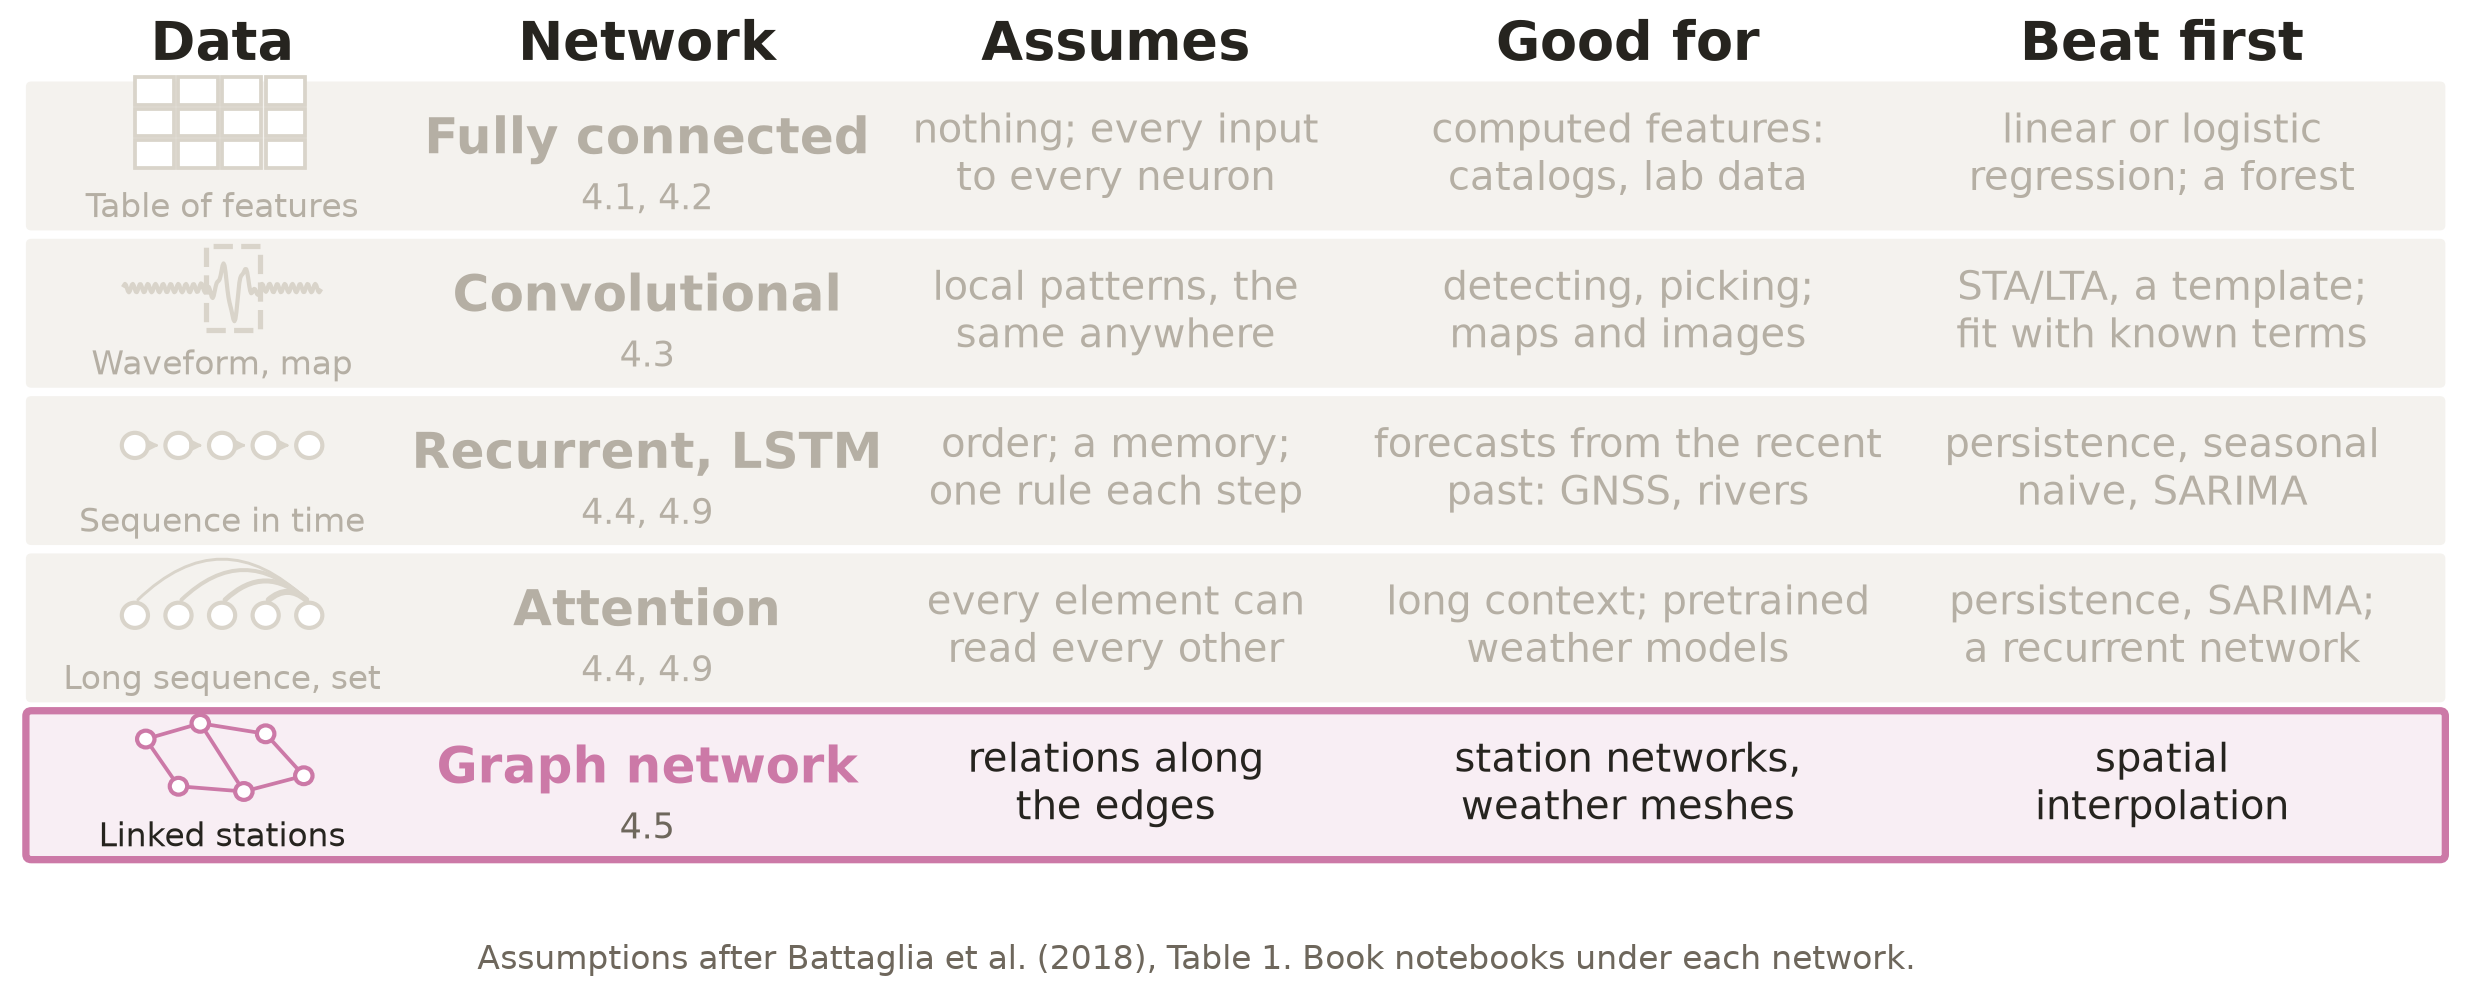 Data Network Assumes Good for Beat first
Table of features
Fully connected
4.1, 4.2
nothing; every input
to every neuron
computed features:
catalogs, lab data
linear or logistic
regression; a forest
Waveform, map
Convolutional
4.3
local patterns, the
same anywhere
detecting, picking;
maps and images
STA/LTA, a template;
fit with known terms
Sequence in time
Recurrent, LSTM
4.4, 4.9
order; a memory;
one rule each step
forecasts from the recent
past: GNSS, rivers
persistence, seasonal
naive, SARIMA
Long sequence, set
Attention
4.4, 4.9
every element can
read every other
long context; pretrained
weather models
persistence, SARIMA;
a recurrent network
Linked stations
Graph network
4.5
relations along
the edges
station networks,
weather meshes
spatial
interpolation
Assumptions after Battaglia et al. (2018), Table 1. Book notebooks under each network.